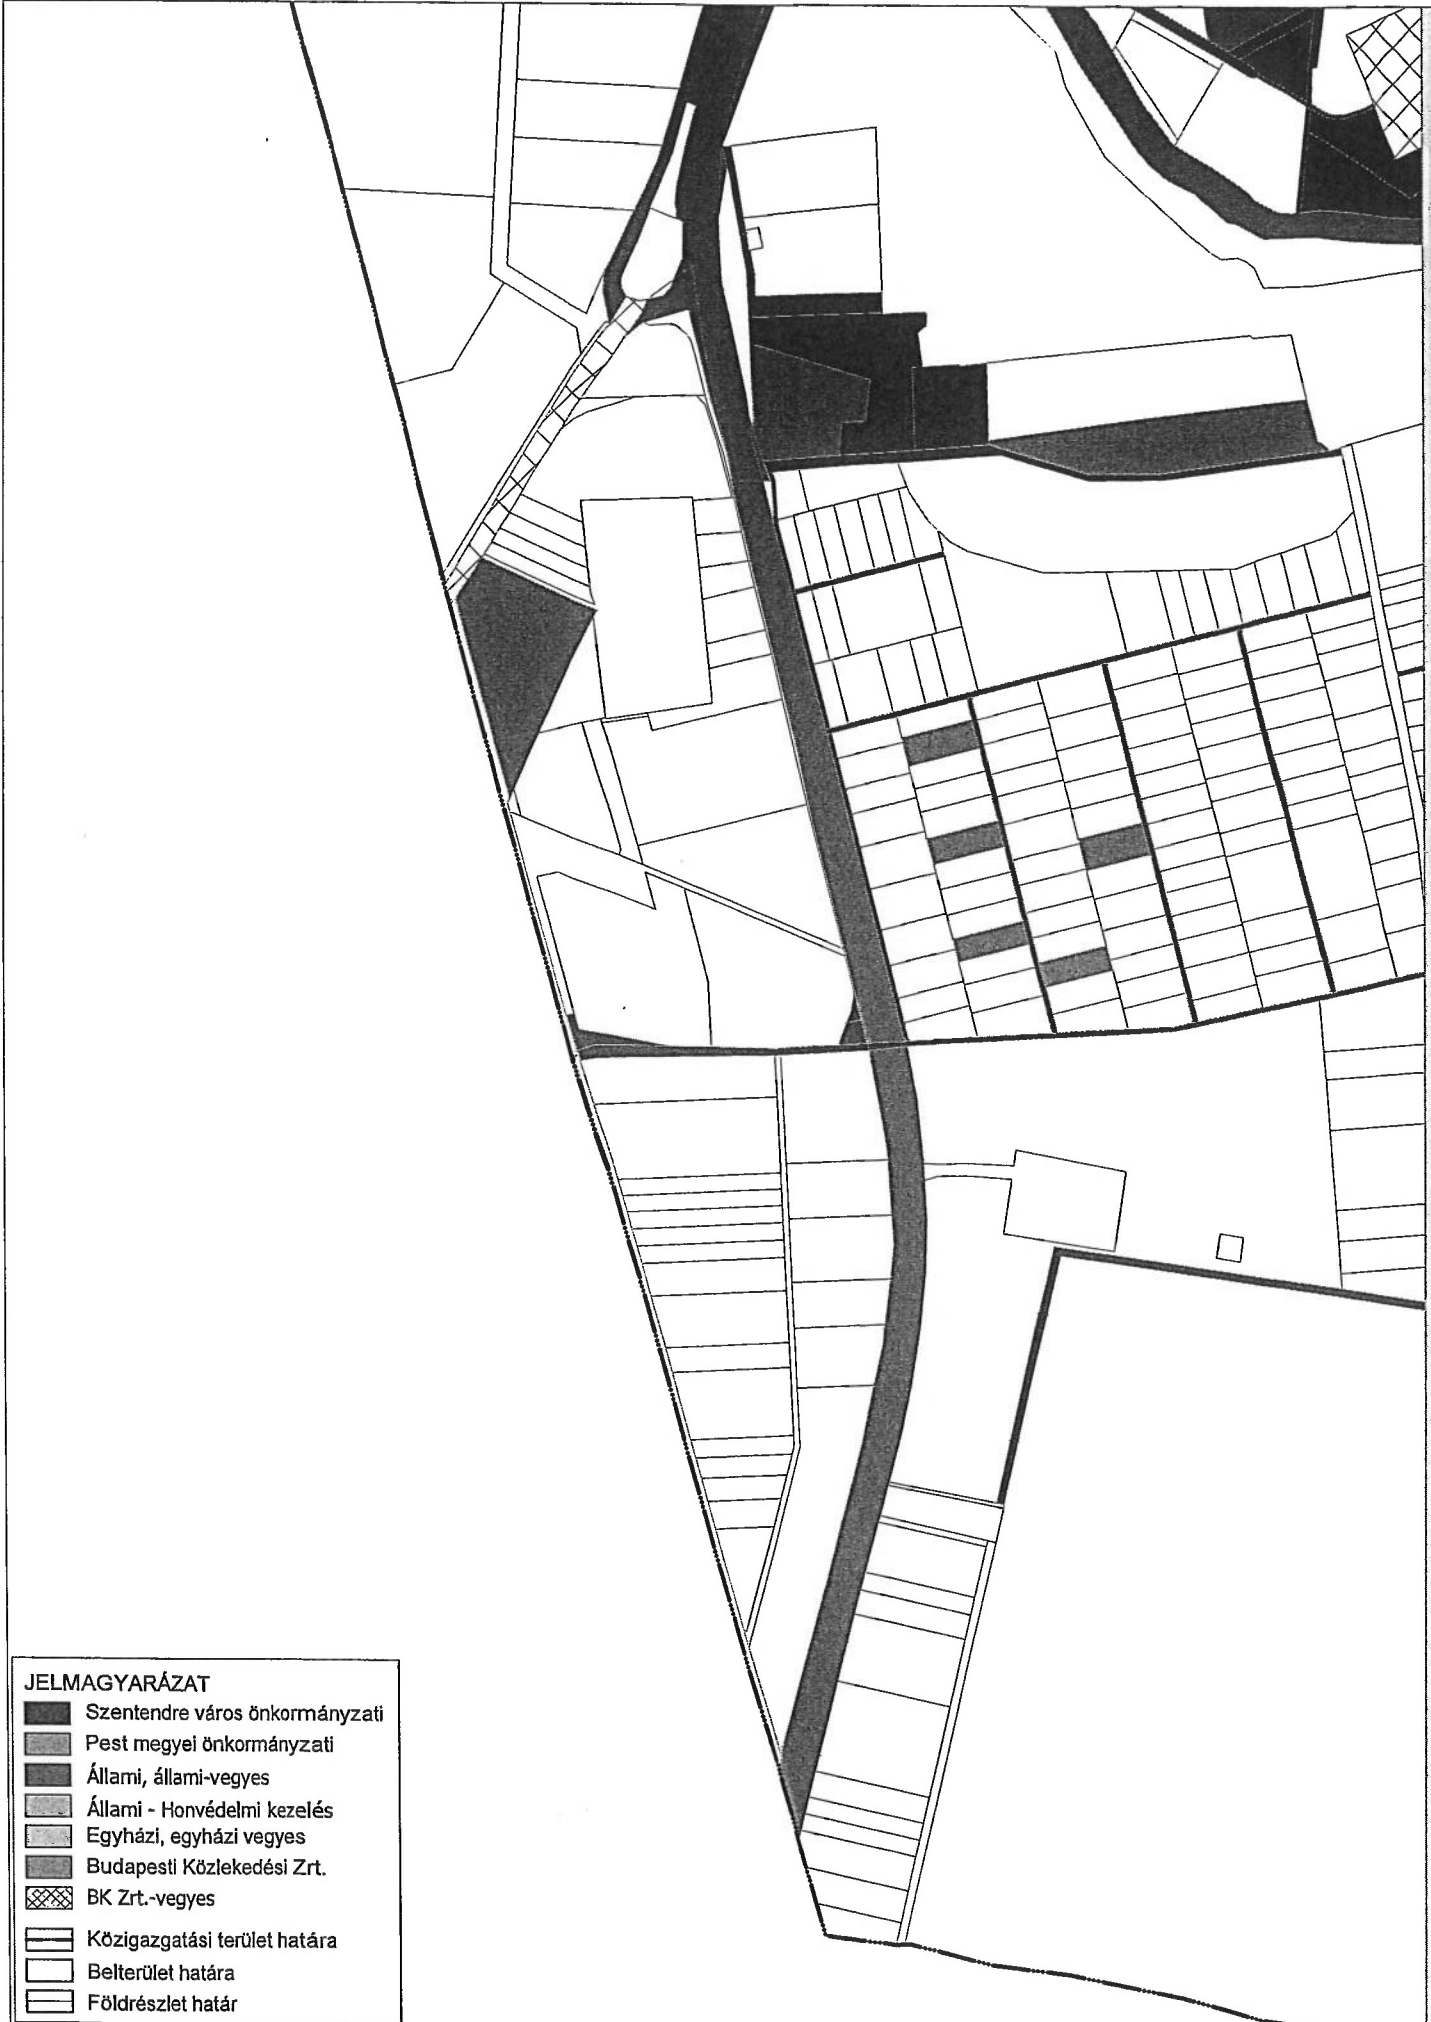 JELMAGYARÁZAT
Szentendre város önkormányzati
Pest megyei önkormányzati
Állami, állami-vegyes
Állami - Honvédelmi kezelés
Egyházi, egyházi vegyes
Budapesti Közlekedési Zrt.
BK Zrt.-vegyes
Közigazgatási terület határa
Belterület határa
Földrészlet határ